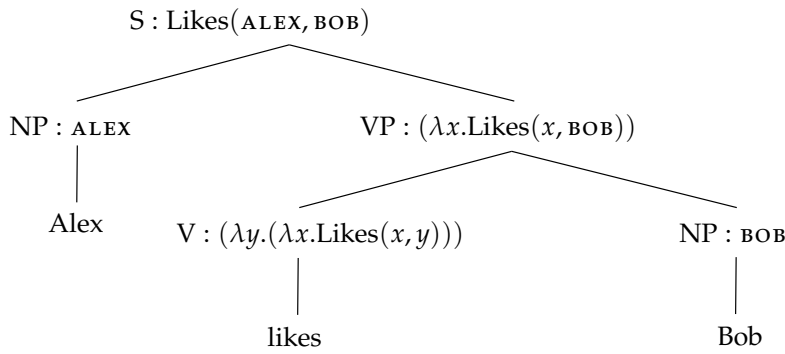 S : Likes(ALEX, BOB)
NP : ALEX VP : (λx.Likes(x, BOB))
Alex V : (λy.(λx.Likes(x, y))) NP : BOB
likes Bob